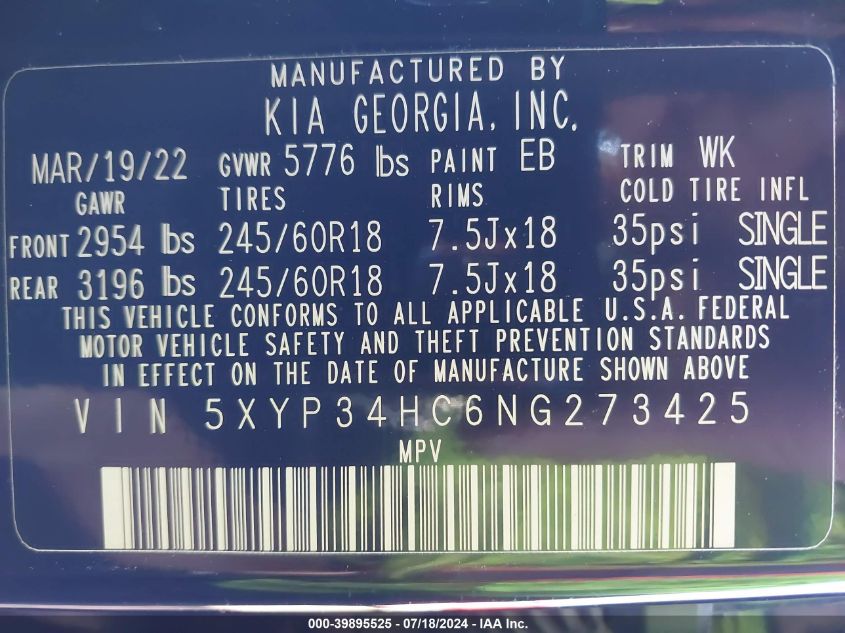 MANUFACTURED BY
KIA GEORGIA, INC.
MAR/19/22 GVWR 5776 lbs PAINT EB TRIM WK
GAWR TIRES RIMS COLD TIRE INFL
FRONT 2954 lbs 245/60R18 7.5Jx18 35psi SINGLE
REAR 3196 lbs 245/60R18 7.5Jx18 35psi SINGLE
THIS VEHICLE CONFORMS TO ALL APPLICABLE U.S.A. FEDERAL
MOTOR VEHICLE SAFETY AND THEFT PREVENTION STANDARDS
IN EFFECT ON THE DATE OF MANUFACTURE SHOWN ABOVE
VIN 5XYP34HC6NG273425
MPV
000-39895525 - 07/18/2024 - IAA Inc.